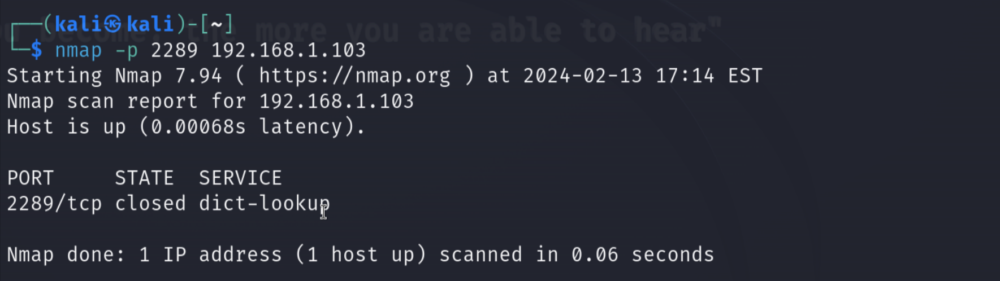 ┌──(kali㉿kali)-[~]
you become, the more you are able to hear"
└─$ nmap -p 2289 192.168.1.103
Starting Nmap 7.94 ( https://nmap.org ) at 2024-02-13 17:14 EST
Nmap scan report for 192.168.1.103
Host is up (0.00068s latency).
PORT     STATE  SERVICE
2289/tcp closed dict-lookup
Nmap done: 1 IP address (1 host up) scanned in 0.06 seconds